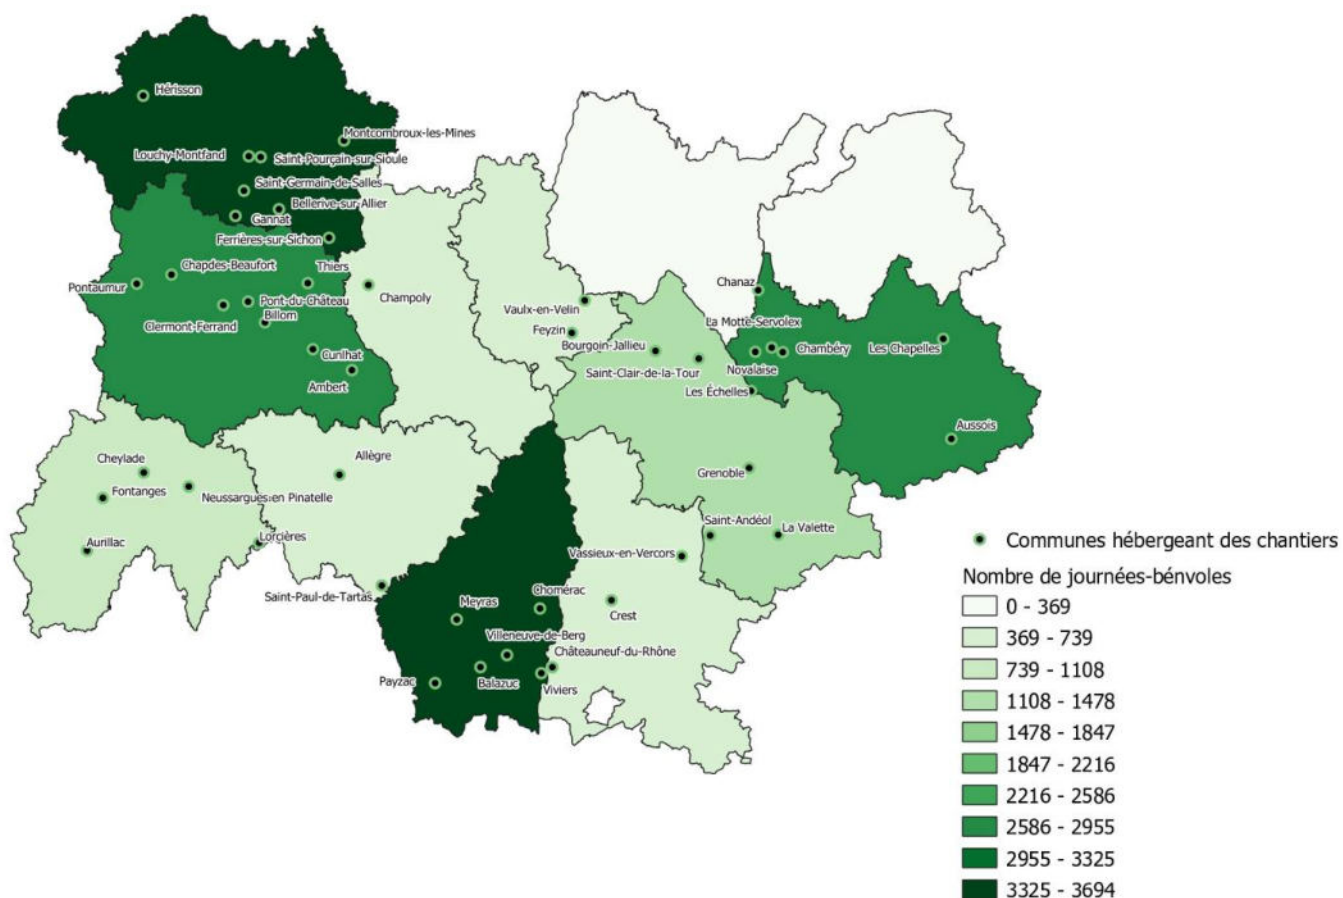 Hérisson
Montcombroux-les-Mines
Louchy-Montfand
Saint-Pourçain-sur-Sioule
Saint-Germain-de-Salles
Bellerive-sur-Allier
Gannat
Ferrières-sur-Sichon
Chapdes-Beaufort
Thiers
Pontaumur
Champoly
Chanaz
Pont-du-Château
Vaulx-en-Velin
Billom
Clermont-Ferrand
La Motte-Servolex
Feyzin
Bourgoin-Jallieu
Chambéry
Les Chapelles
Cunlhat
Saint-Clair-de-la-Tour
Novalaise
Ambert
Les Échelles
Aussois
Cheylade
Allègre
Grenoble
Fontanges
Neussargues en Pinatelle
Saint-Andéol
La Valette
Aurillac
Lorcières
Vassieux-en-Vercors
Saint-Paul-de-Tartas
Meyras
Chomérac
Crest
Villeneuve-de-Berg
Châteauneuf-du-Rhône
Payzac
Balazuc
Viviers
Communes hébergeant des chantiers
Nombre de journées-bénvoles
0 - 369
369 - 739
739 - 1108
1108 - 1478
1478 - 1847
1847 - 2216
2216 - 2586
2586 - 2955
2955 - 3325
3325 - 3694